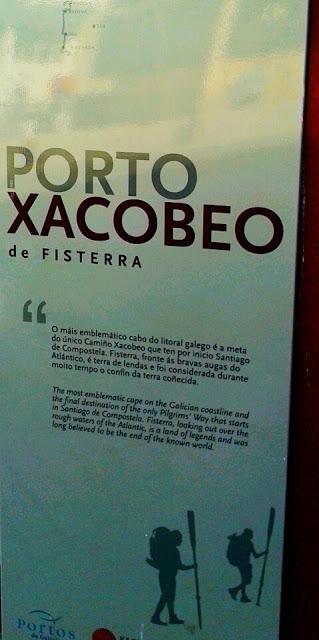 PORTO
XACOBEO
de FISTERRA
“
O máis emblemático cabo do litoral galego é a meta
do único Camiño Xacobeo que ten por inicio Santiago
de Compostela. Fisterra, fronte ás bravas augas do
Atlántico, é terra de lendas e foi considerada durante
moito tempo o confín da terra coñecida.
The most emblematic cape on the Galician coastline and
the final destination of the only Pilgrims' Way that starts
in Santiago de Compostela. Fisterra, looking out over the
rough waters of the Atlantic, is a land of legends and was
long believed to be the end of the known world.
Portos